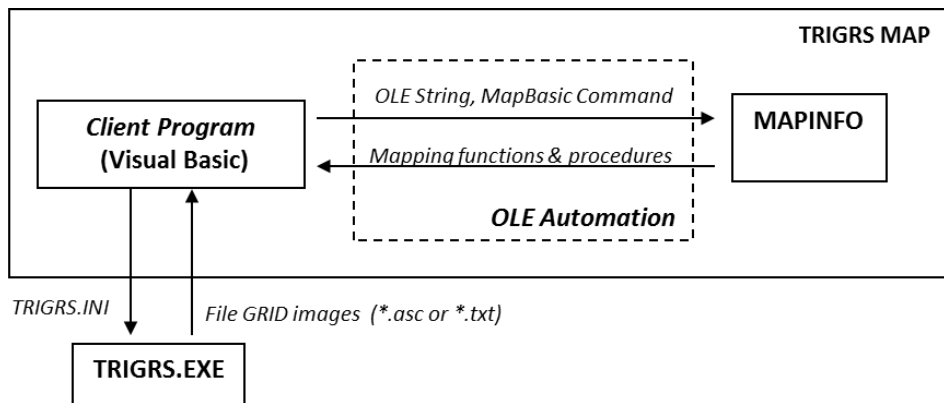 TRIGRS MAP
OLE String, MapBasic Command
Client Program
(Visual Basic)
MAPINFO
Mapping functions & procedures
OLE Automation
TRIGRS.INI
File GRID images (*.asc or *.txt)
TRIGRS.EXE